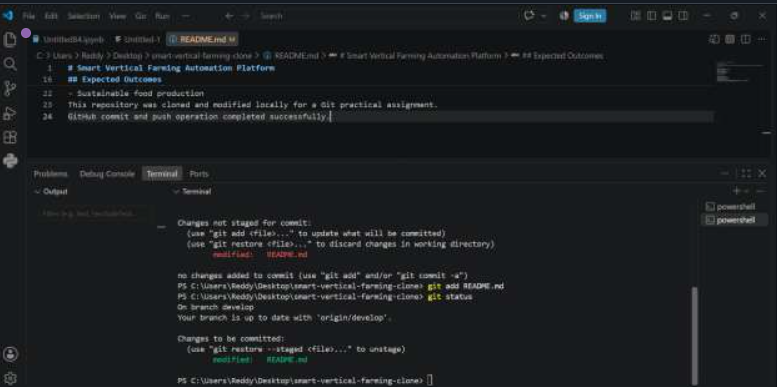 File Edit Selection View Go Run ... Search Sign In
Untitled84.ipynb Untitled-1 README.md M
C: > Users > Reddy > Desktop > smart-vertical-farming-clone > README.md > # Smart Vertical Farming Automation Platform > ## Expected Outcomes
1 # Smart Vertical Farming Automation Platform
16 ## Expected Outcomes
22 - Sustainable food production
23 This repository was cloned and modified locally for a Git practical assignment.
24 GitHub commit and push operation completed successfully.
Problems Debug Console Terminal Ports
Output Terminal
powershell
powershell
Changes not staged for commit:
(use "git add <file>..." to update what will be committed)
(use "git restore <file>..." to discard changes in working directory)
modified: README.md
no changes added to commit (use "git add" and/or "git commit -a")
PS C:\Users\Reddy\Desktop\smart-vertical-farming-clone> git add README.md
PS C:\Users\Reddy\Desktop\smart-vertical-farming-clone> git status
On branch develop
Your branch is up to date with 'origin/develop'.
Changes to be committed:
(use "git restore --staged <file>..." to unstage)
modified: README.md
PS C:\Users\Reddy\Desktop\smart-vertical-farming-clone>